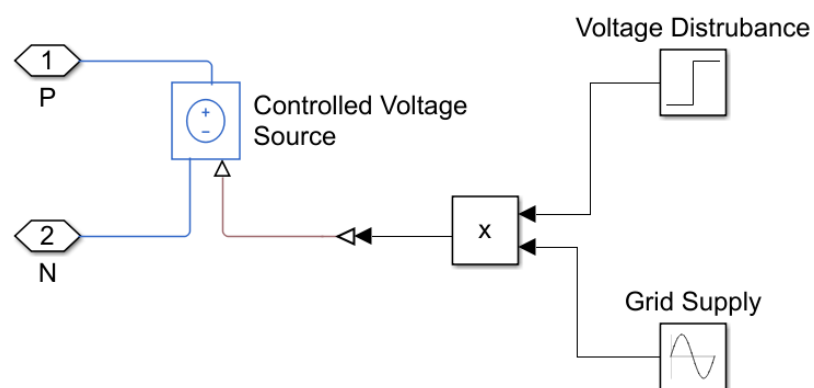 Voltage Distrubance
1
P
Controlled Voltage
Source
+
−
x
2
N
Grid Supply